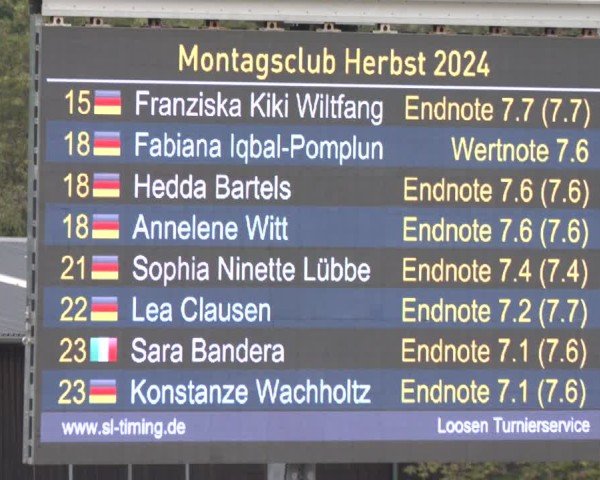 Montagsclub Herbst 2024
15 Franziska Kiki Wiltfang Endnote 7.7 (7.7)
18 Fabiana Iqbal-Pomplun Wertnote 7.6
18 Hedda Bartels Endnote 7.6 (7.6)
18 Annelene Witt Endnote 7.6 (7.6)
21 Sophia Ninette Lübbe Endnote 7.4 (7.4)
22 Lea Clausen Endnote 7.2 (7.7)
23 Sara Bandera Endnote 7.1 (7.6)
23 Konstanze Wachholtz Endnote 7.1 (7.6)
www.sl-timing.de Loosen Turnierservice